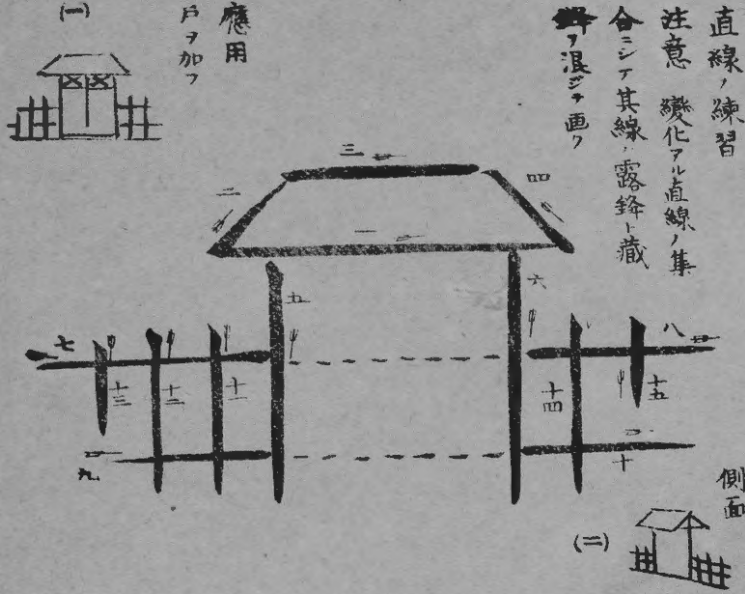 直線ノ練習
注意 變化アル直線ノ集
合ニシテ其線ハ露鋒ト藏
鋒ヲ混ジテ画ク
應用
戸ヲ加フ
(一)
三
二
四
一
五
六
七
八
九
十
十一
十二
十三
十四
十五
側面
(二)